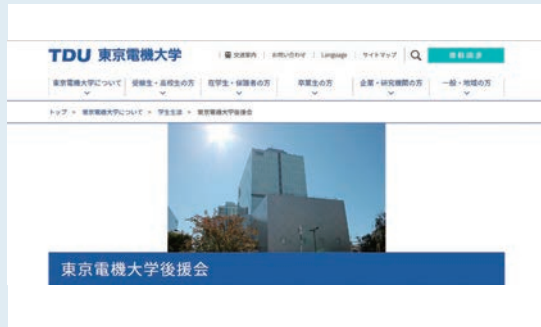 TDU 東京電機大学
交通案内 お問い合わせ Language サイトマップ 資料請求
東京電機大学について 受験生・高校生の方 在学生・保護者の方 卒業生の方 企業・研究機関の方 一般・地域の方
トップ > 東京電機大学について > 学生生活 > 東京電機大学後援会
東京電機大学後援会